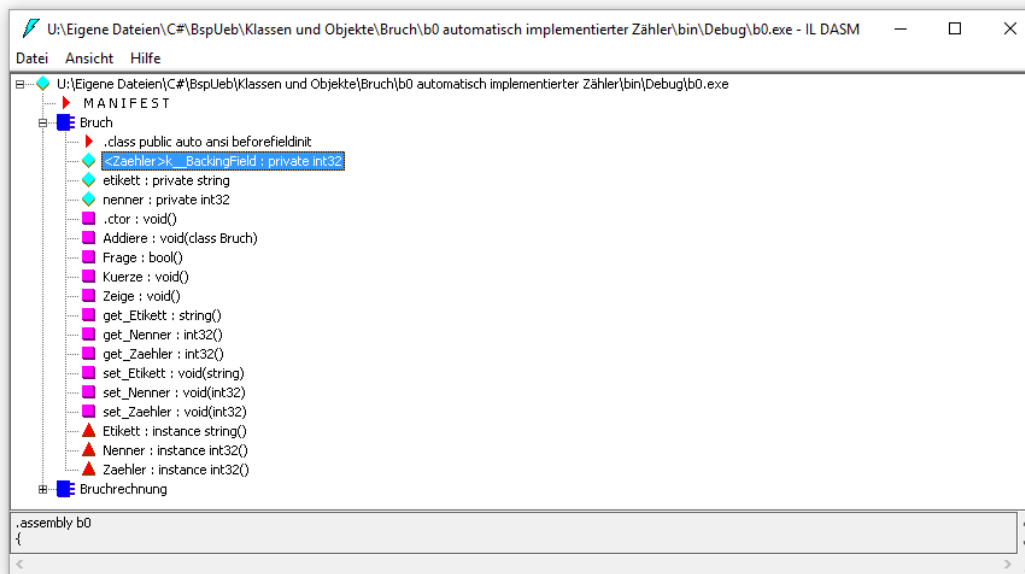 U:\Eigene Dateien\C#\BspUeb\Klassen und Objekte\Bruch\b0 automatisch implementierter Zähler\bin\Debug\b0.exe - IL DASM
Datei Ansicht Hilfe
U:\Eigene Dateien\C#\BspUeb\Klassen und Objekte\Bruch\b0 automatisch implementierter Zähler\bin\Debug\b0.exe
M A N I F E S T
Bruch
.class public auto ansi beforefieldinit
<Zaehler>k__BackingField : private int32
etikett : private string
nenner : private int32
.ctor : void()
Addiere : void(class Bruch)
Frage : bool()
Kuerze : void()
Zeige : void()
get_Etikett : string()
get_Nenner : int32()
get_Zaehler : int32()
set_Etikett : void(string)
set_Nenner : void(int32)
set_Zaehler : void(int32)
Etikett : instance string()
Nenner : instance int32()
Zaehler : instance int32()
Bruchrechnung
.assembly b0
{